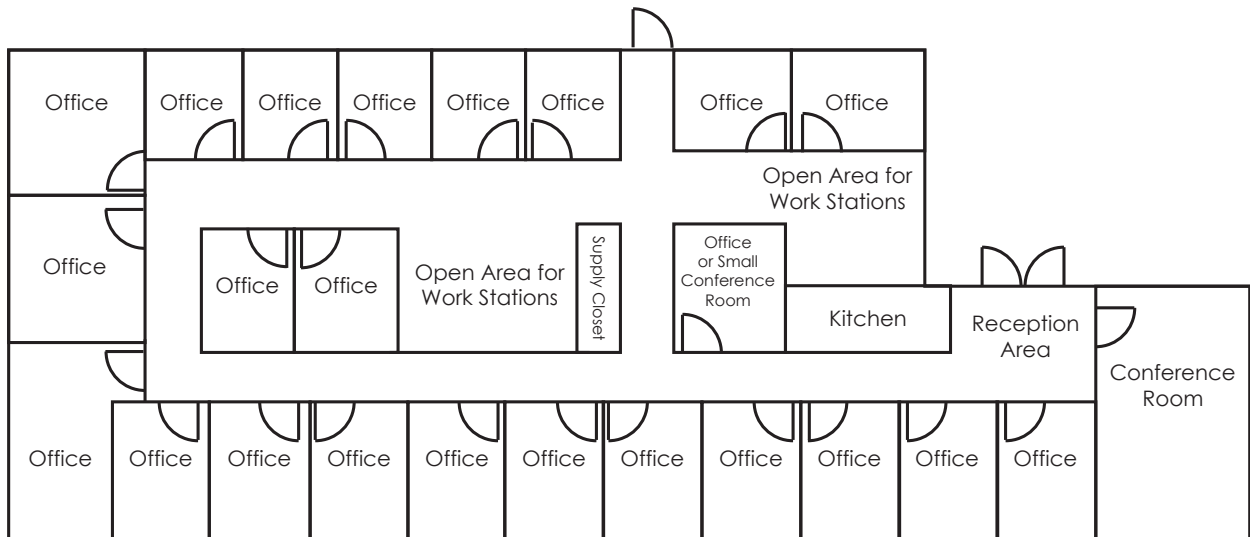 Office
Office
Office
Office
Office
Office
Office
Office
Open Area for
Work Stations
Office
Office
Office
Open Area for
Work Stations
Supply Closet
Office
or Small
Conference
Room
Kitchen
Reception
Area
Conference
Room
Office
Office
Office
Office
Office
Office
Office
Office
Office
Office
Office